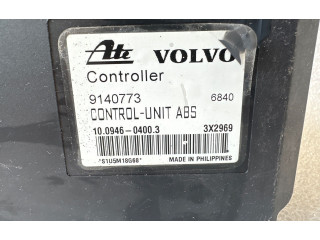 Ate VOLVO
Controller
9140773 6840
CONTROL-UNIT ABS
10.0946-0400.3 3X2969
*S1U5M18G68* MADE IN PHILIPPINES